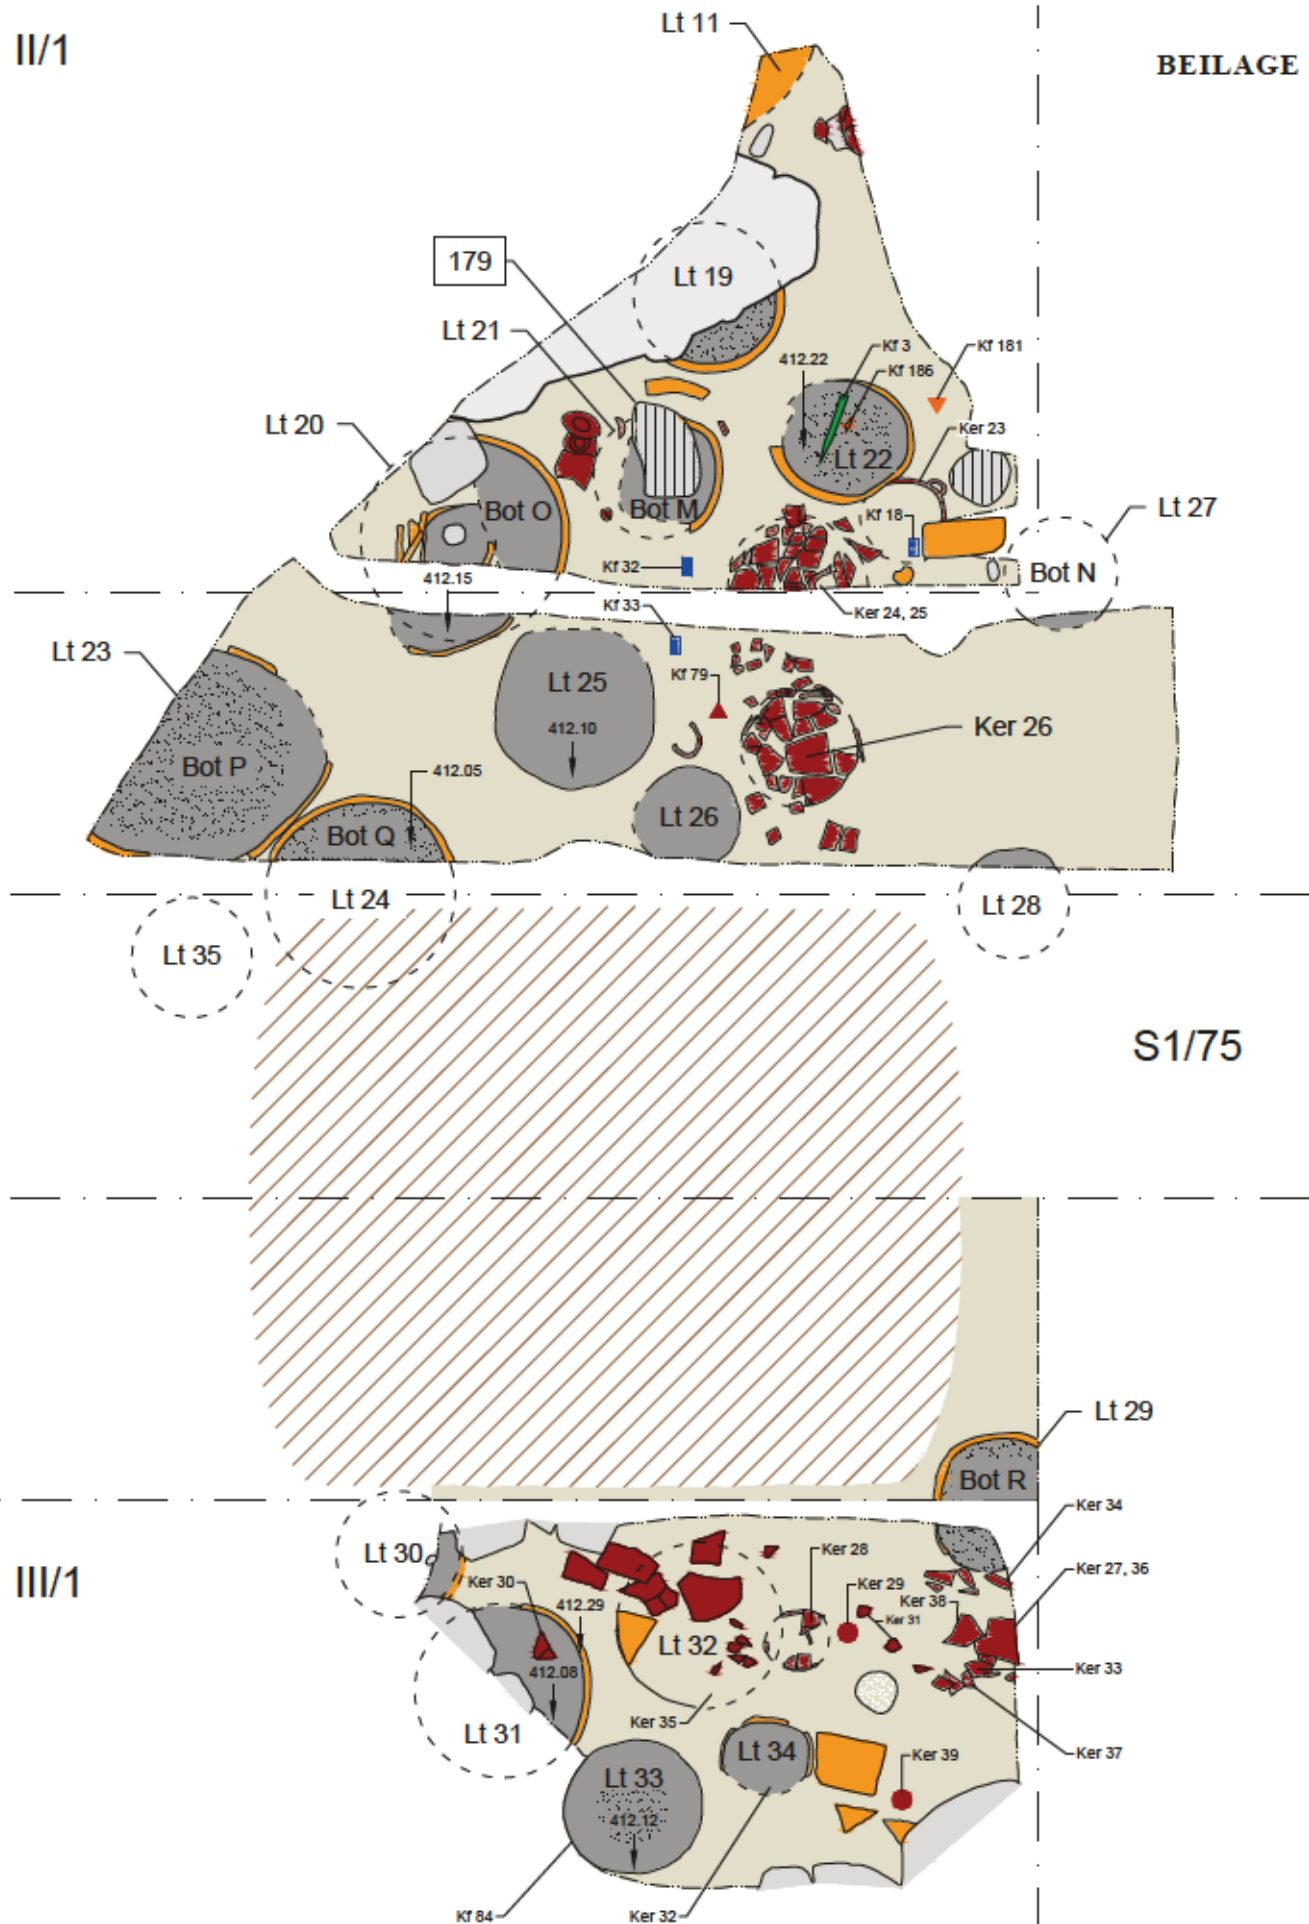 Lt 11
II/1
BEILAGE
179
Lt 19
Lt 21
Kf 3
Kf 181
412.22
Kf 186
Lt 20
Ker 23
Lt 22
Bot O
Bot M
Kf 18
Lt 27
Kf 32
Bot N
412.15
Kf 33
Ker 24, 25
Lt 23
Lt 25
Kf 79
412.10
Ker 26
Bot P
412.05
Lt 26
Bot Q
Lt 24
Lt 28
Lt 35
S1/75
Lt 29
Bot R
Ker 34
Lt 30
Ker 28
III/1
Ker 30
Ker 29
Ker 27, 36
412.29
Ker 38
Ker 31
Lt 32
412.08
Ker 33
Ker 35
Lt 31
Lt 34
Ker 39
Ker 37
Lt 33
412.12
Kf 84
Ker 32